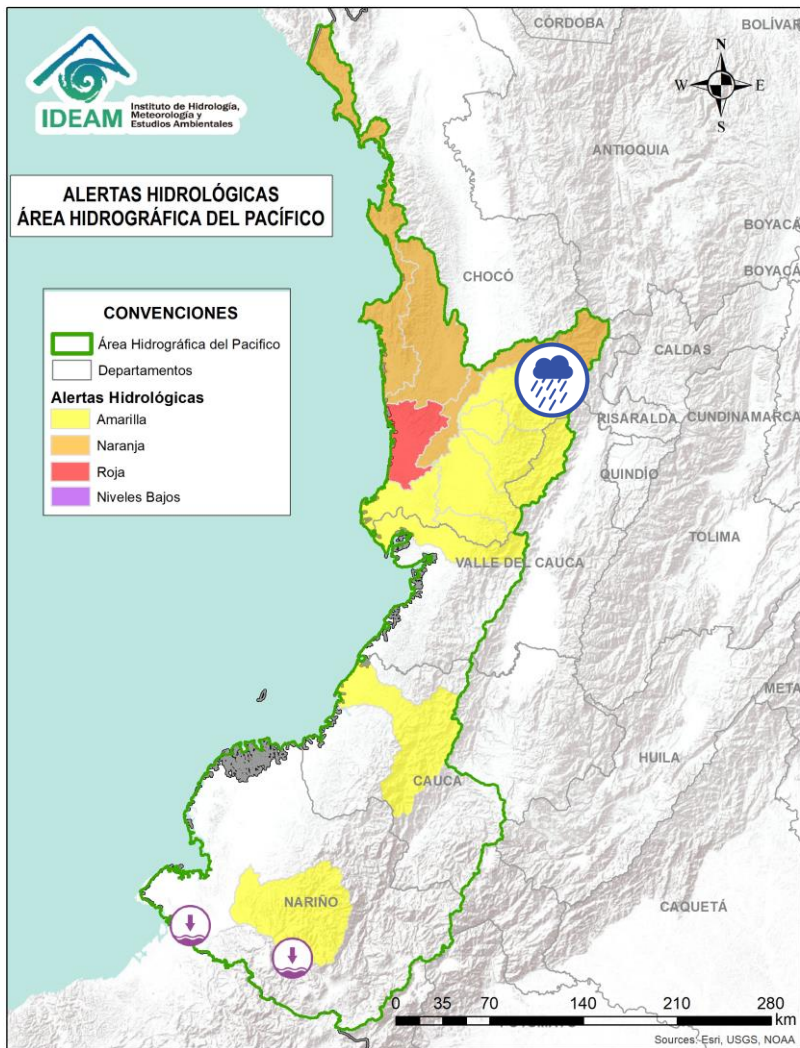 IDEAM
Instituto de Hidrología,
Meteorología y
Estudios Ambientales
ALERTAS HIDROLÓGICAS
ÁREA HIDROGRÁFICA DEL PACÍFICO
CONVENCIONES
Área Hidrográfica del Pacifico
Departamentos
Alertas Hidrológicas
Amarilla
Naranja
Roja
Niveles Bajos
N
W
E
S
CÓRDOBA
BOLÍVAR
ANTIOQUIA
BOYACÁ
BOYACÁ
CHOCÓ
CALDAS
RISARALDA
CUNDINAMARCA
QUINDÍO
TOLIMA
VALLE DEL CAUCA
META
HUILA
CAUCA
NARIÑO
CAQUETÁ
0 35 70 140 210 280
km
Sources: Esri, USGS, NOAA